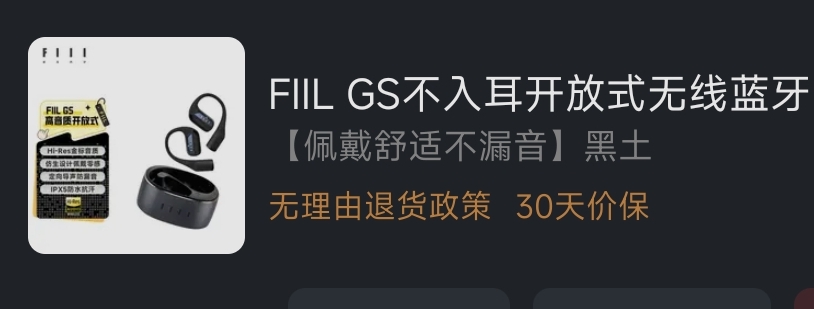 FIIL
FIIL GS
高音质开放式
Hi-Res金标音质
仿生设计佩戴零感
定向导声防漏音
IPX5防水抗汗
FIIL GS不入耳开放式无线蓝牙
【佩戴舒适不漏音】黑土
无理由退货政策 30天价保